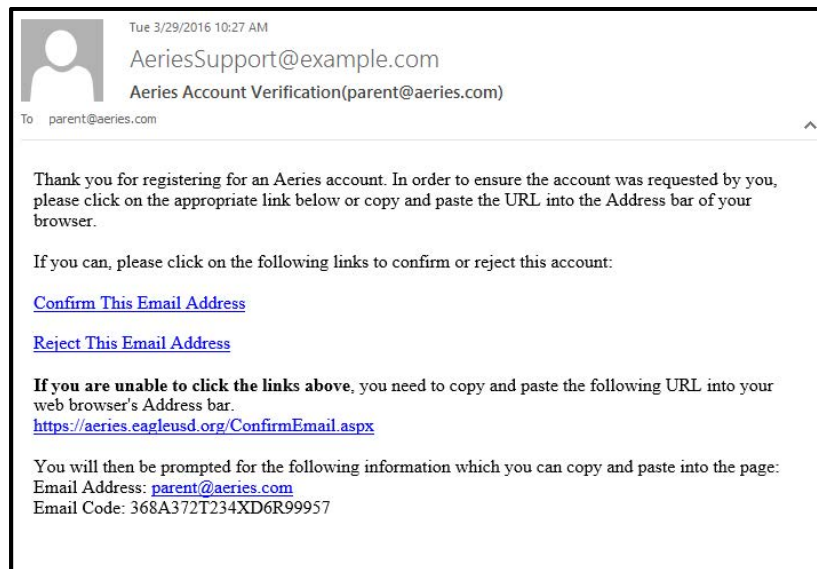 Tue 3/29/2016 10:27 AM
AeriesSupport@example.com
Aeries Account Verification(parent@aeries.com)
To parent@aeries.com
Thank you for registering for an Aeries account. In order to ensure the account was requested by you,
please click on the appropriate link below or copy and paste the URL into the Address bar of your
browser.
If you can, please click on the following links to confirm or reject this account:
Confirm This Email Address
Reject This Email Address
If you are unable to click the links above, you need to copy and paste the following URL into your
web browser's Address bar.
https://aeries.eagleusd.org/ConfirmEmail.aspx
You will then be prompted for the following information which you can copy and paste into the page:
Email Address: parent@aeries.com
Email Code: 368A372T234XD6R99957